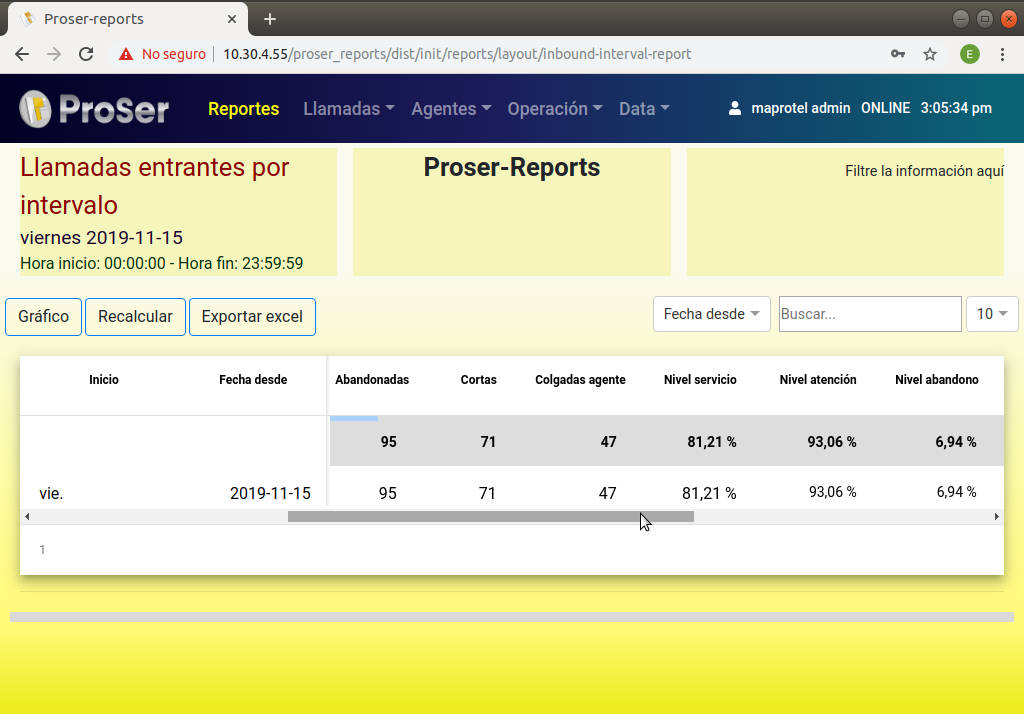 Proser-reports
No seguro 10.30.4.55/proser_reports/dist/init/reports/layout/inbound-interval-report
E
ProSer Reportes Llamadas Agentes Operación Data maprotel admin ONLINE 3:05:34 pm
Llamadas entrantes por
intervalo
viernes 2019-11-15
Hora inicio: 00:00:00 - Hora fin: 23:59:59
Proser-Reports
Filtre la información aquí
Gráfico Recalcular Exportar excel Fecha desde Buscar... 10
Inicio Fecha desde Abandonadas Cortas Colgadas agente Nivel servicio Nivel atención Nivel abandono
95 71 47 81,21 % 93,06 % 6,94 %
vie. 2019-11-15 95 71 47 81,21 % 93,06 % 6,94 %
1